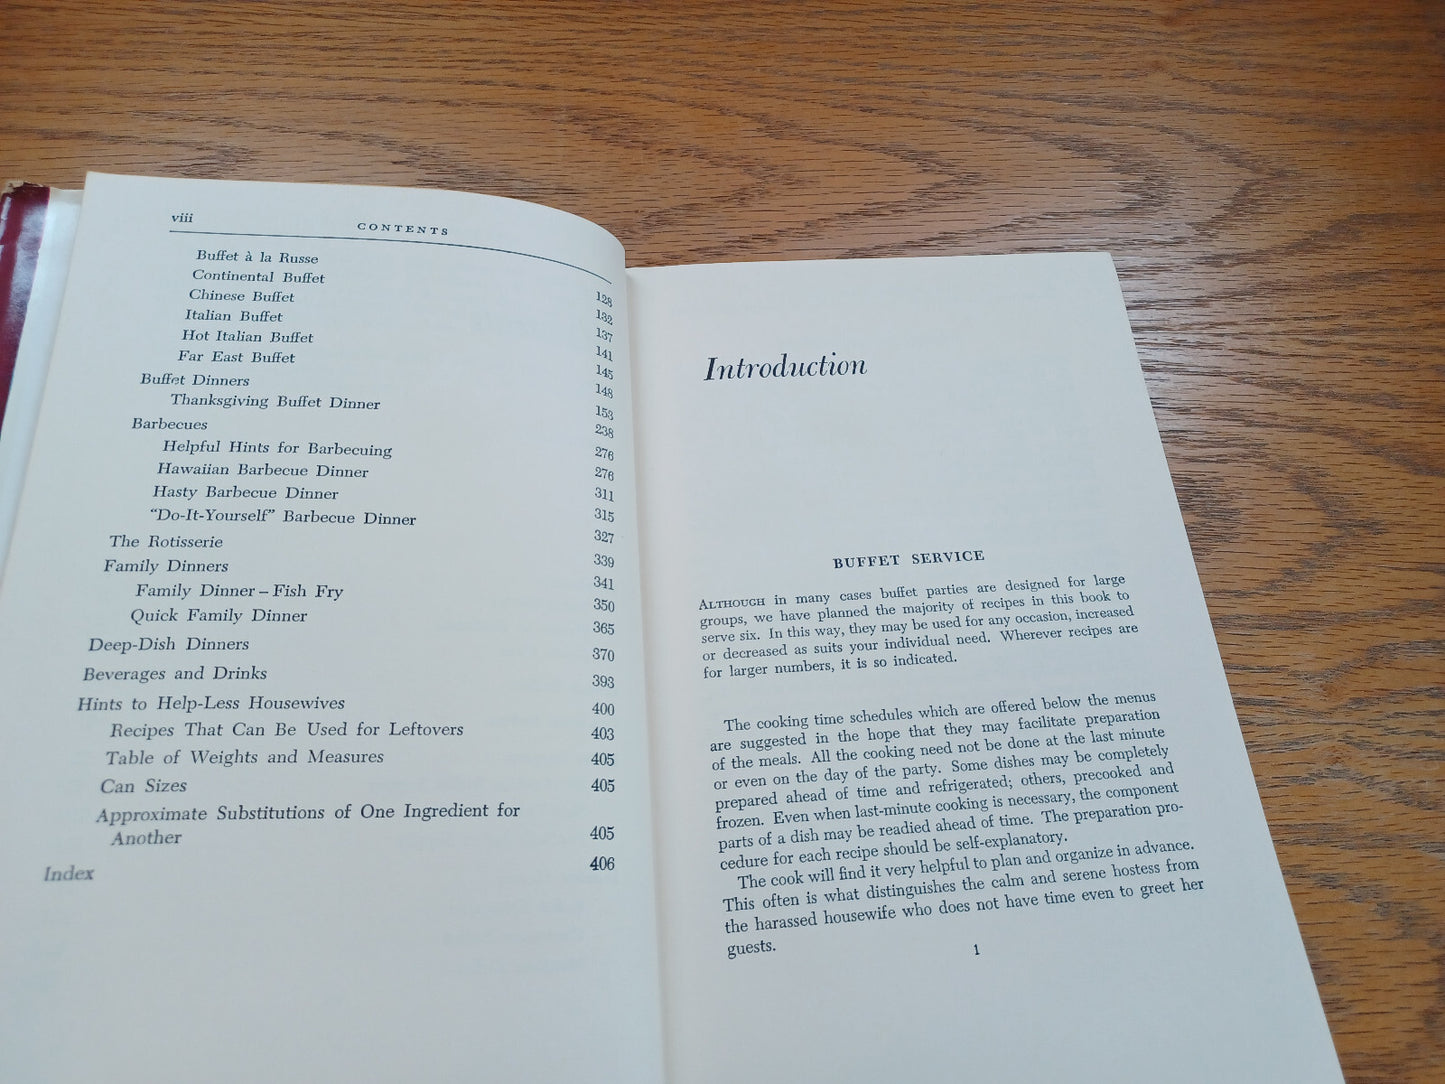 viii
CONTENTS
Buffet à la Russe 128
Continental Buffet 132
Chinese Buffet 137
Italian Buffet 141
Hot Italian Buffet 145
Far East Buffet 148
Buffet Dinners 153
Thanksgiving Buffet Dinner 238
Barbecues 276
Helpful Hints for Barbecuing 276
Hawaiian Barbecue Dinner 311
Hasty Barbecue Dinner 315
"Do-It-Yourself" Barbecue Dinner 327
The Rotisserie 339
Family Dinners 341
Family Dinner – Fish Fry 350
Quick Family Dinner 365
Deep-Dish Dinners 370
Beverages and Drinks 393
Hints to Help-Less Housewives 400
Recipes That Can Be Used for Leftovers 403
Table of Weights and Measures 405
Can Sizes 405
Approximate Substitutions of One Ingredient for
Another 405
Index 406
Introduction
BUFFET SERVICE
ALTHOUGH in many cases buffet parties are designed for large
groups, we have planned the majority of recipes in this book to
serve six. In this way, they may be used for any occasion, increased
or decreased as suits your individual need. Wherever recipes are
for larger numbers, it is so indicated.
The cooking time schedules which are offered below the menus
are suggested in the hope that they may facilitate preparation
of the meals. All the cooking need not be done at the last minute
or even on the day of the party. Some dishes may be completely
prepared ahead of time and refrigerated; others, precooked and
frozen. Even when last-minute cooking is necessary, the component
parts of a dish may be readied ahead of time. The preparation pro-
cedure for each recipe should be self-explanatory.
The cook will find it very helpful to plan and organize in advance.
This often is what distinguishes the calm and serene hostess from
the harassed housewife who does not have time even to greet her
guests.
1